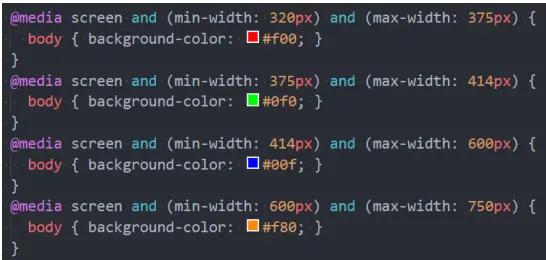 @media screen and (min-width: 320px) and (max-width: 375px) {
  body { background-color: #f00; }
}
@media screen and (min-width: 375px) and (max-width: 414px) {
  body { background-color: #0f0; }
}
@media screen and (min-width: 414px) and (max-width: 600px) {
  body { background-color: #00f; }
}
@media screen and (min-width: 600px) and (max-width: 750px) {
  body { background-color: #f80; }
}